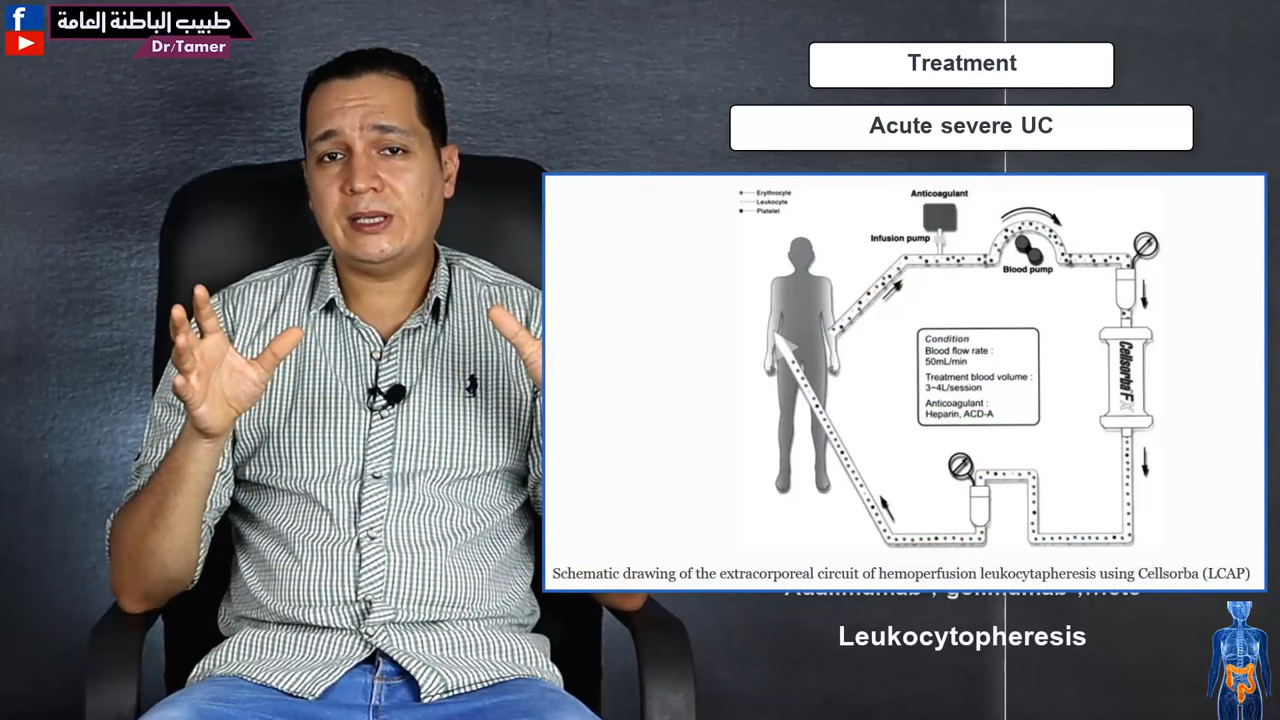 f
طبيب الباطنة العامة
Dr/Tamer
Treatment
Acute severe UC
Erythrocyte
Leukocyte
Platelet
Anticoagulant
Infusion pump
Blood pump
Condition
Blood flow rate :
50mL/min
Treatment blood volume :
3~4L/session
Anticoagulant :
Heparin, ACD-A
Cellsorba
Schematic drawing of the extracorporeal circuit of hemoperfusion leukocytapheresis using Cellsorba (LCAP)
Leukocytopheresis